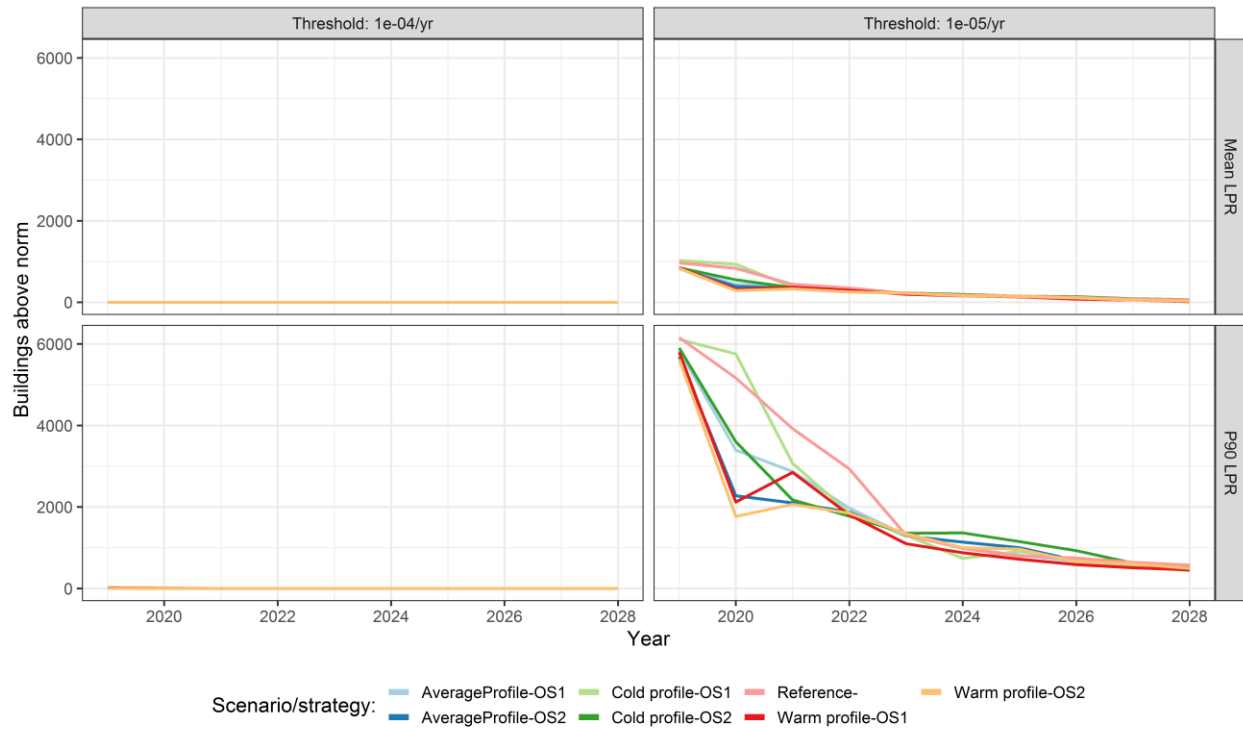 Threshold: 1e-04/yr
Threshold: 1e-05/yr
6000
4000
2000
0
Mean LPR
Buildings above norm
6000
4000
2000
0
P90 LPR
2020 2022 2024 2026 2028
2020 2022 2024 2026 2028
Year
Scenario/strategy:
AverageProfile-OS1 Cold profile-OS1 Reference- Warm profile-OS2
AverageProfile-OS2 Cold profile-OS2 Warm profile-OS1